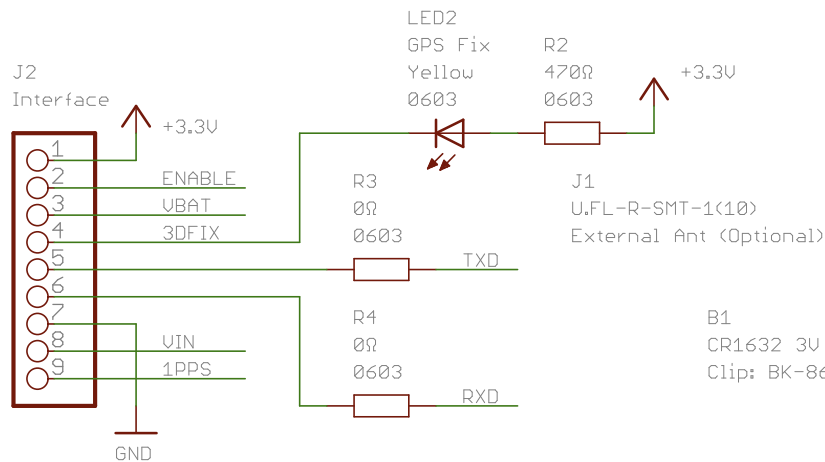 LED2
GPS Fix
Yellow
0603
R2
470Ω
0603
+3.3V
J2
Interface
+3.3V
1
2
3
4
5
6
7
8
9
ENABLE
VBAT
3DFIX
VIN
1PPS
GND
R3
0Ω
0603
TXD
R4
0Ω
0603
RXD
J1
U.FL-R-SMT-1(10)
External Ant (Optional)
B1
CR1632 3V
Clip: BK-86